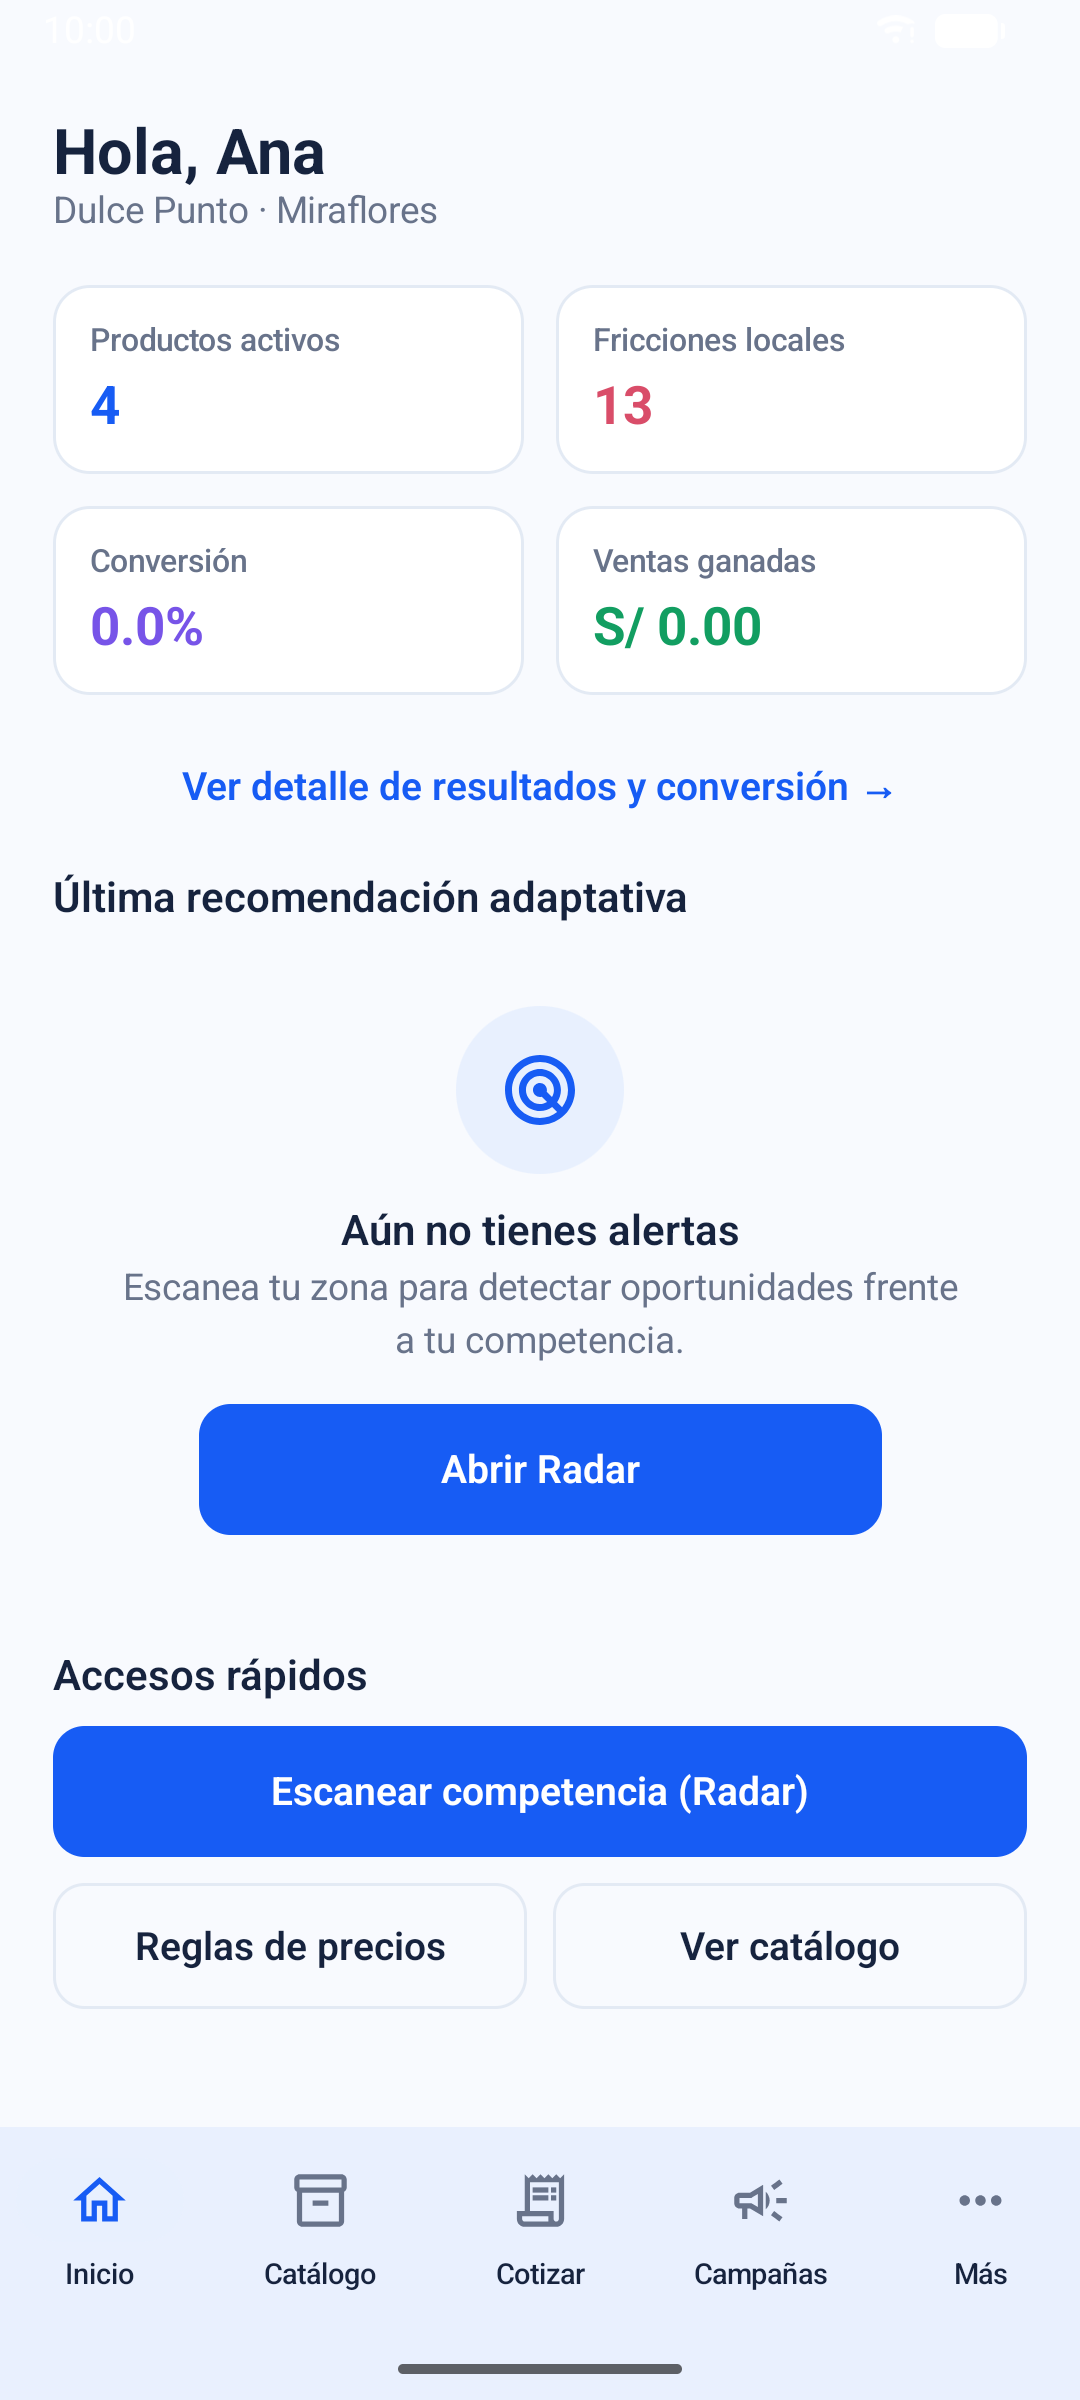 10:00
Hola, Ana
Dulce Punto · Miraflores
Productos activos
4
Fricciones locales
13
Conversión
0.0%
Ventas ganadas
S/ 0.00
Ver detalle de resultados y conversión →
Última recomendación adaptativa
Aún no tienes alertas
Escanea tu zona para detectar oportunidades frente
a tu competencia.
Abrir Radar
Accesos rápidos
Escanear competencia (Radar)
Reglas de precios
Ver catálogo
Inicio
Catálogo
Cotizar
Campañas
Más